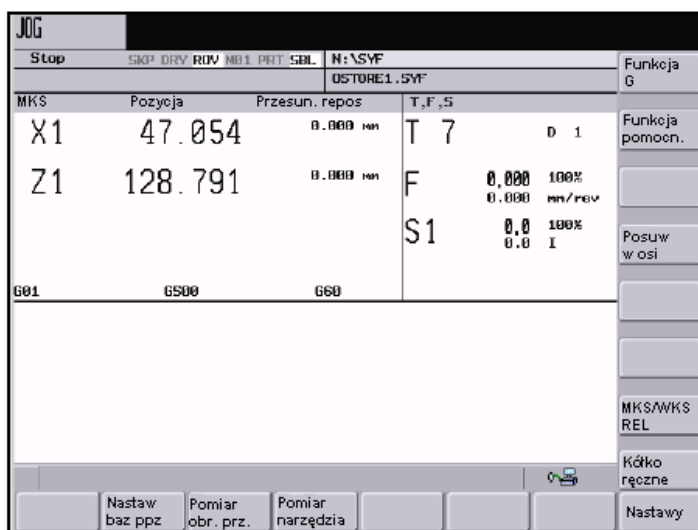 JOG
Stop SKP DRY ROV M01 PRT SBL N:\SYF
OSTORE1.SYF
MKS Pozycja Przesun. repos T,F,S
X1 47.054 0.000 mm T 7 D 1
Z1 128.791 0.000 mm F 0.000 100%
0.000 mm/rev
S1 0.0 100%
0.0 I
G01 G500 G60
Funkcja
G
Funkcja
pomocn.
Posuw
w osi
MKS/WKS
REL
Kółko
ręczne
Nastaw
baz ppz
Pomiar
obr. prz.
Pomiar
narzędzia
Nastawy